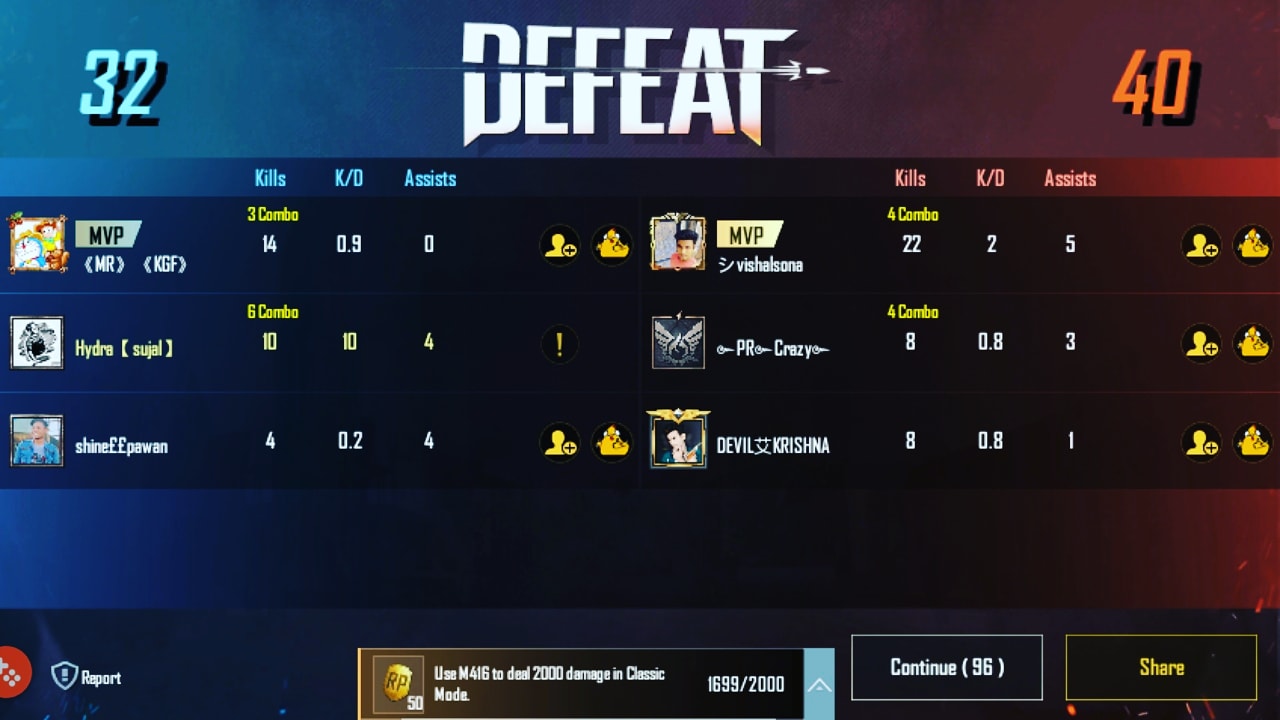 32
DEFEAT
40
Kills K/D Assists
Kills K/D Assists
3 Combo
MVP
14 0.9 0
《MR》 《KGF》
4 Combo
MVP
22 2 5
シvishalsona
6 Combo
Hydra【sujal】 10 10 4
!
4 Combo
๛PR๛Crazy๛ 8 0.8 3
shine££pawan 4 0.2 4
DEVIL艾KRISHNA 8 0.8 1
Report
RP
50
Use M416 to deal 2000 damage in Classic
Mode.
1699/2000
Continue ( 96 )
Share